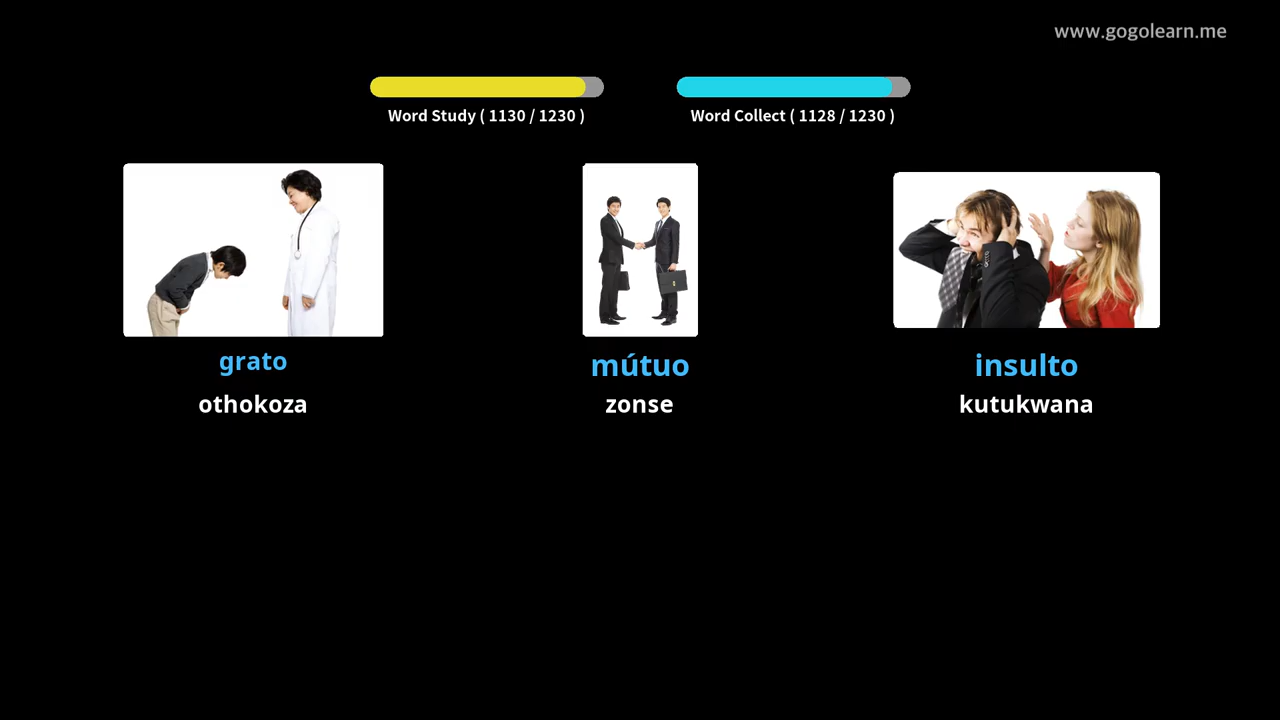 www.gogolearn.me
Word Study ( 1130 / 1230 )
Word Collect ( 1128 / 1230 )
grato
mútuo
insulto
othokoza
zonse
kutukwana